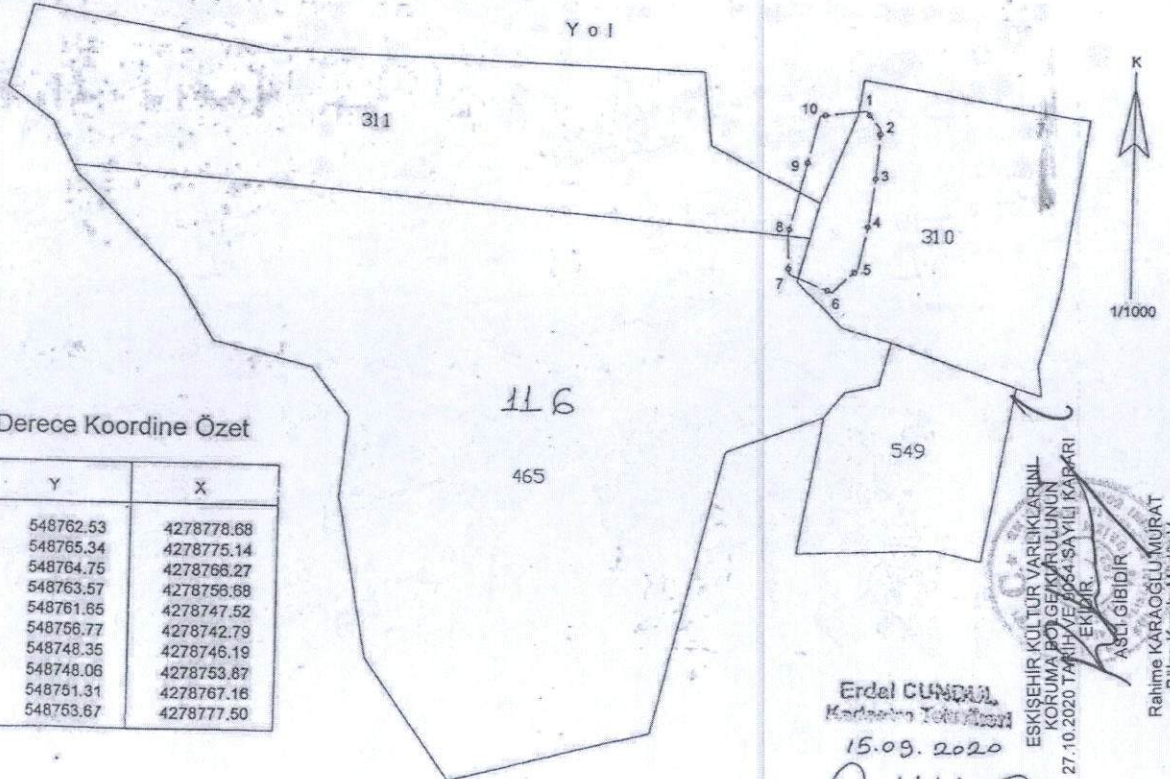 Yol
K
311
10
1
2
9
3
8
4
310
7
5
6
1/1000
116
465
549
Derece Koordine Özet
Y X
548762.53 4278778.68
548765.34 4278775.14
548764.75 4278766.27
548763.57 4278756.68
548761.65 4278747.52
548756.77 4278742.79
548748.35 4278746.19
548748.06 4278753.87
548751.31 4278767.16
548753.67 4278777.50
Erdal CUNDUL
Kadastro
15.09.2020
ESKİŞEHİR KÜLTÜR VARLIKLARINI
KORUMA BÖLGE KURULUNUN
27.10.2020 TARİH VE SAYILI KARARI
EKİDİR.
ASLI GİBİDİR
Rahime KARAOĞLU MURAT